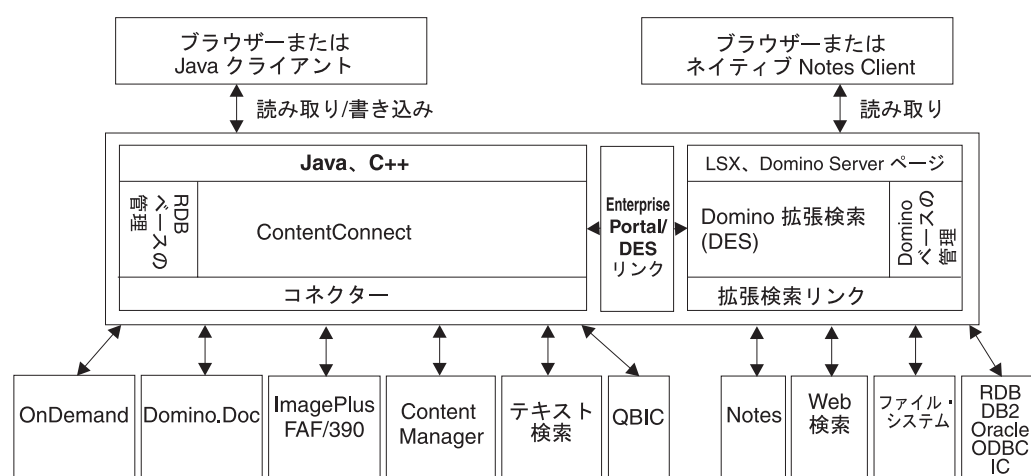 ブラウザーまたは
Java クライアント
ブラウザーまたは
ネイティブ Notes Client
読み取り/書き込み
読み取り
Java、C++
RDB
ベースの
管理
ContentConnect
コネクター
Enterprise
Portal/
DES
リンク
LSX、Domino Server ページ
Domino 拡張検索
(DES)
Domino
ベースの
管理
拡張検索リンク
OnDemand
Domino.Doc
ImagePlus
FAF/390
Content
Manager
テキスト
検索
QBIC
Notes
Web
検索
ファイル・
システム
RDB
DB2
Oracle
ODBC
IC